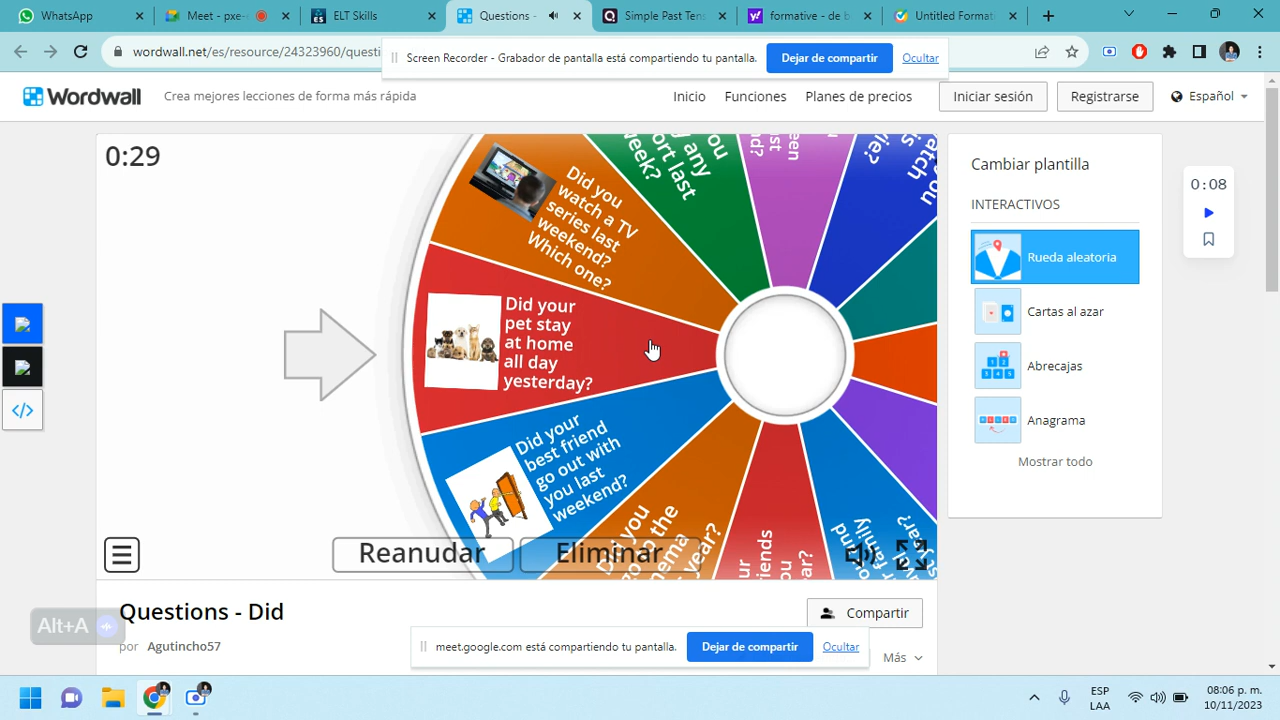 WhatsApp
Meet - pxe-
ELT Skills
Questions -
Simple Past Tens
formative - de b
Untitled Format
wordwall.net/es/resource/24323960/questi
Screen Recorder - Grabador de pantalla está compartiendo tu pantalla.
Dejar de compartir
Ocultar
Wordwall
Crea mejores lecciones de forma más rápida
Inicio
Funciones
Planes de precios
Iniciar sesión
Registrarse
Español
0:29
Did you
watch a TV
series last
weekend?
Which one?
Did your
pet stay
at home
all day
yesterday?
Did your
best friend
go out with
you last
weekend?
Reanudar
Eliminar
Cambiar plantilla
INTERACTIVOS
Rueda aleatoria
Cartas al azar
Abrecajas
Anagrama
Mostrar todo
0:08
Alt+A
Questions - Did
por Agutincho57
Compartir
meet.google.com está compartiendo tu pantalla.
Dejar de compartir
Ocultar
Más
ESP
LAA
08:06 p. m.
10/11/2023